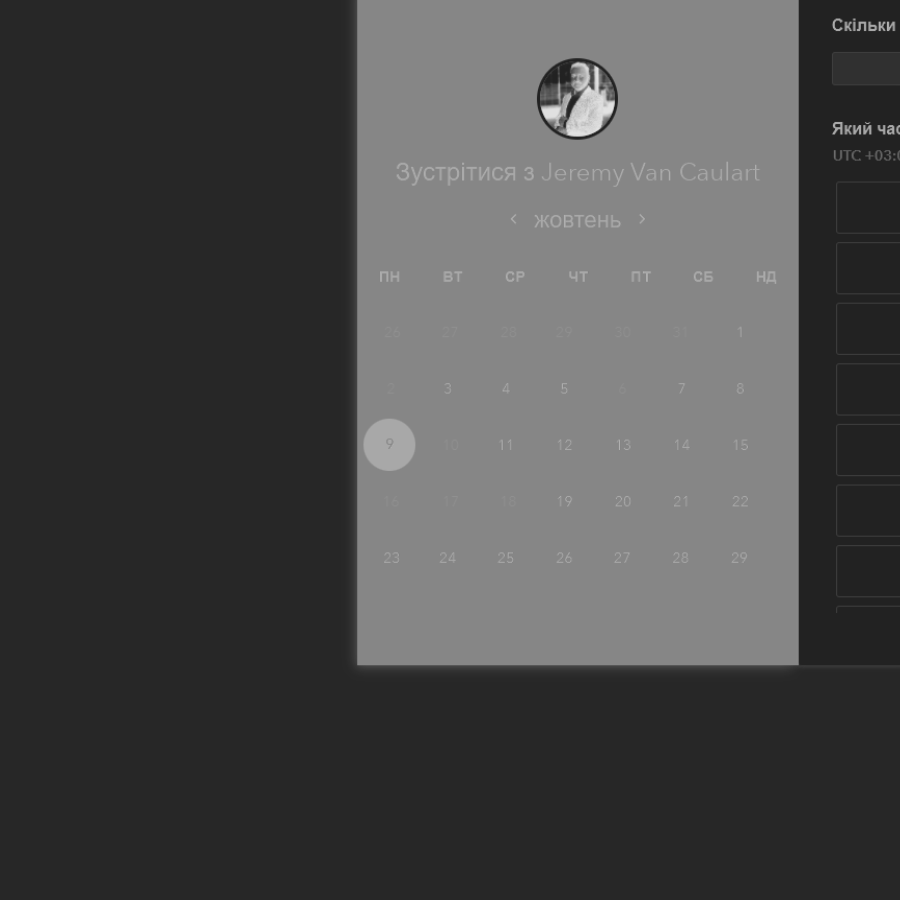 Скільки
Який час
UTC +03:0
Зустрітися з Jeremy Van Caulart
жовтень
ПН ВТ СР ЧТ ПТ СБ НД
26 27 28 29 30 31 1
2 3 4 5 6 7 8
9 10 11 12 13 14 15
16 17 18 19 20 21 22
23 24 25 26 27 28 29